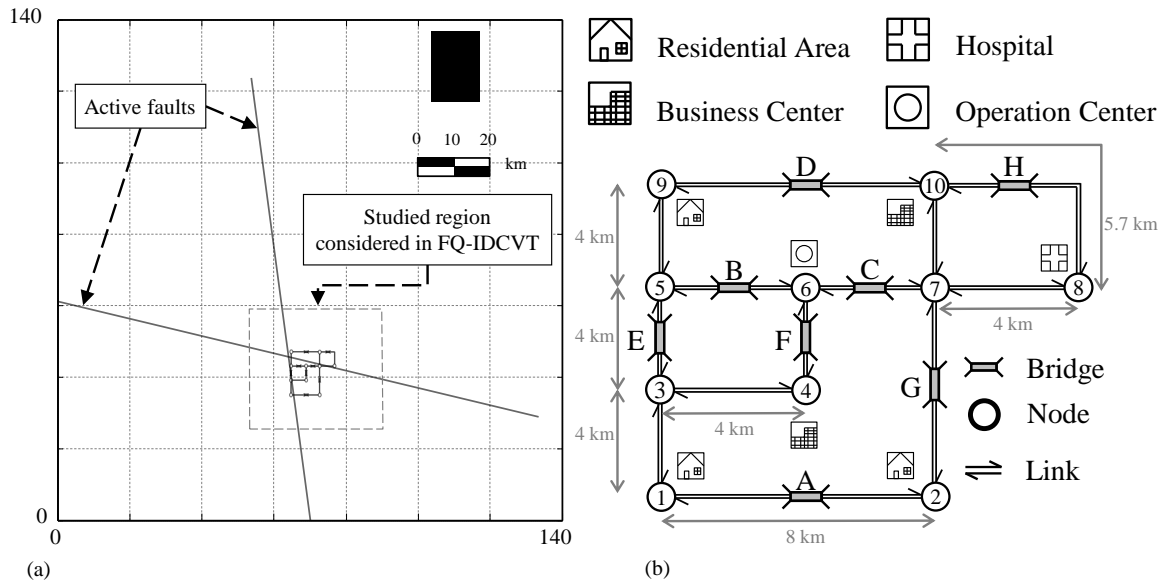 140
Active faults
0 10 20
km
Studied region
considered in FQ-IDCVT
0
0
140
(a)
Residential Area
Hospital
Business Center
Operation Center
D
H
9
10
5.7 km
4 km
B
C
5
6
7
8
4 km
E
F
4 km
Bridge
3
4
G
Node
4 km
4 km
Link
A
1
2
8 km
(b)